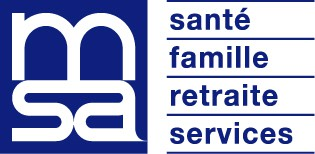 msa
santé
famille
retraite
services